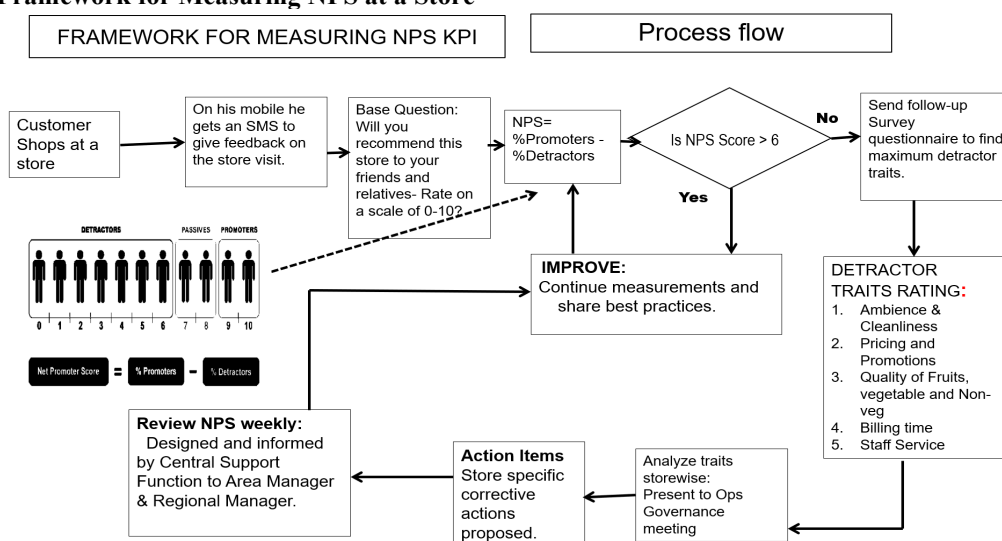 Framework for Measuring NPS at a Store
FRAMEWORK FOR MEASURING NPS KPI
Process flow
Customer
Shops at a
store
On his mobile he
gets an SMS to
give feedback on
the store visit.
Base Question:
Will you
recommend this
store to your
friends and
relatives- Rate on
a scale of 0-10?
NPS=
%Promoters -
%Detractors
Is NPS Score > 6
No
Yes
Send follow-up
Survey
questionnaire to find
maximum detractor
traits.
DETRACTORS PASSIVES PROMOTERS
0 1 2 3 4 5 6 7 8 9 10
Net Promoter Score = % Promoters - % Detractors
IMPROVE:
Continue measurements and
share best practices.
DETRACTOR
TRAITS RATING:
1. Ambience &
Cleanliness
2. Pricing and
Promotions
3. Quality of Fruits,
vegetable and Non-
veg
4. Billing time
5. Staff Service
Analyze traits
storewise:
Present to Ops
Governance
meeting
Action Items
Store specific
corrective
actions
proposed.
Review NPS weekly:
Designed and informed
by Central Support
Function to Area Manager
& Regional Manager.